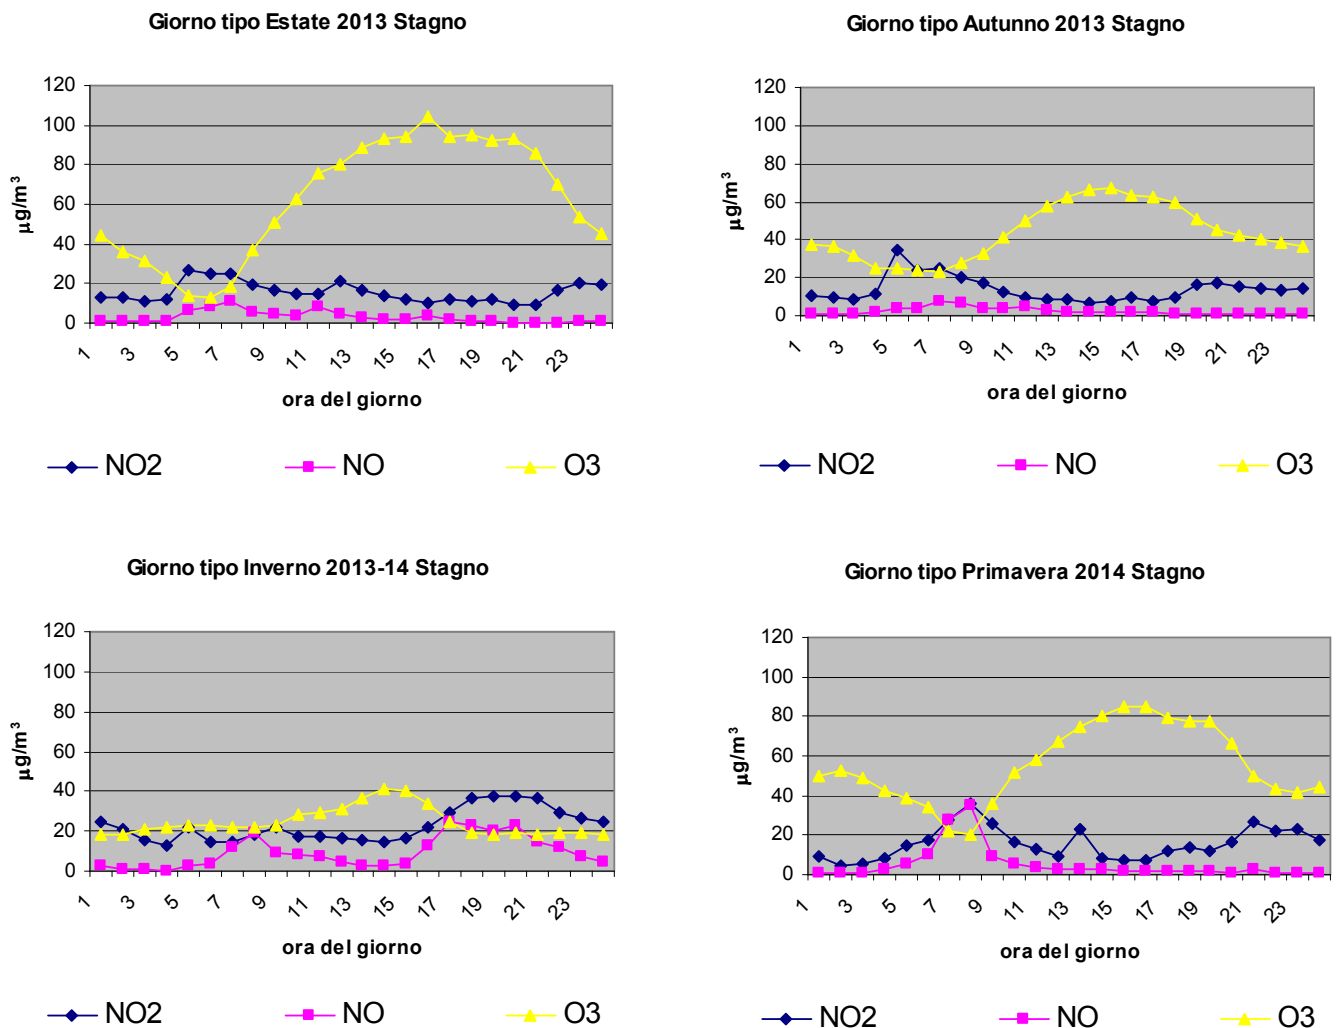 Giorno tipo Estate 2013 Stagno
120
100
80
60
40
20
0
µg/m³
1 3 5 7 9 11 13 15 17 19 21 23
ora del giorno
NO2 NO O3
Giorno tipo Autunno 2013 Stagno
120
100
80
60
40
20
0
µg/m³
1 3 5 7 9 11 13 15 17 19 21 23
ora del giorno
NO2 NO O3
Giorno tipo Inverno 2013-14 Stagno
120
100
80
60
40
20
0
µg/m³
1 3 5 7 9 11 13 15 17 19 21 23
ora del giorno
NO2 NO O3
Giorno tipo Primavera 2014 Stagno
120
100
80
60
40
20
0
µg/m³
1 3 5 7 9 11 13 15 17 19 21 23
ora del giorno
NO2 NO O3